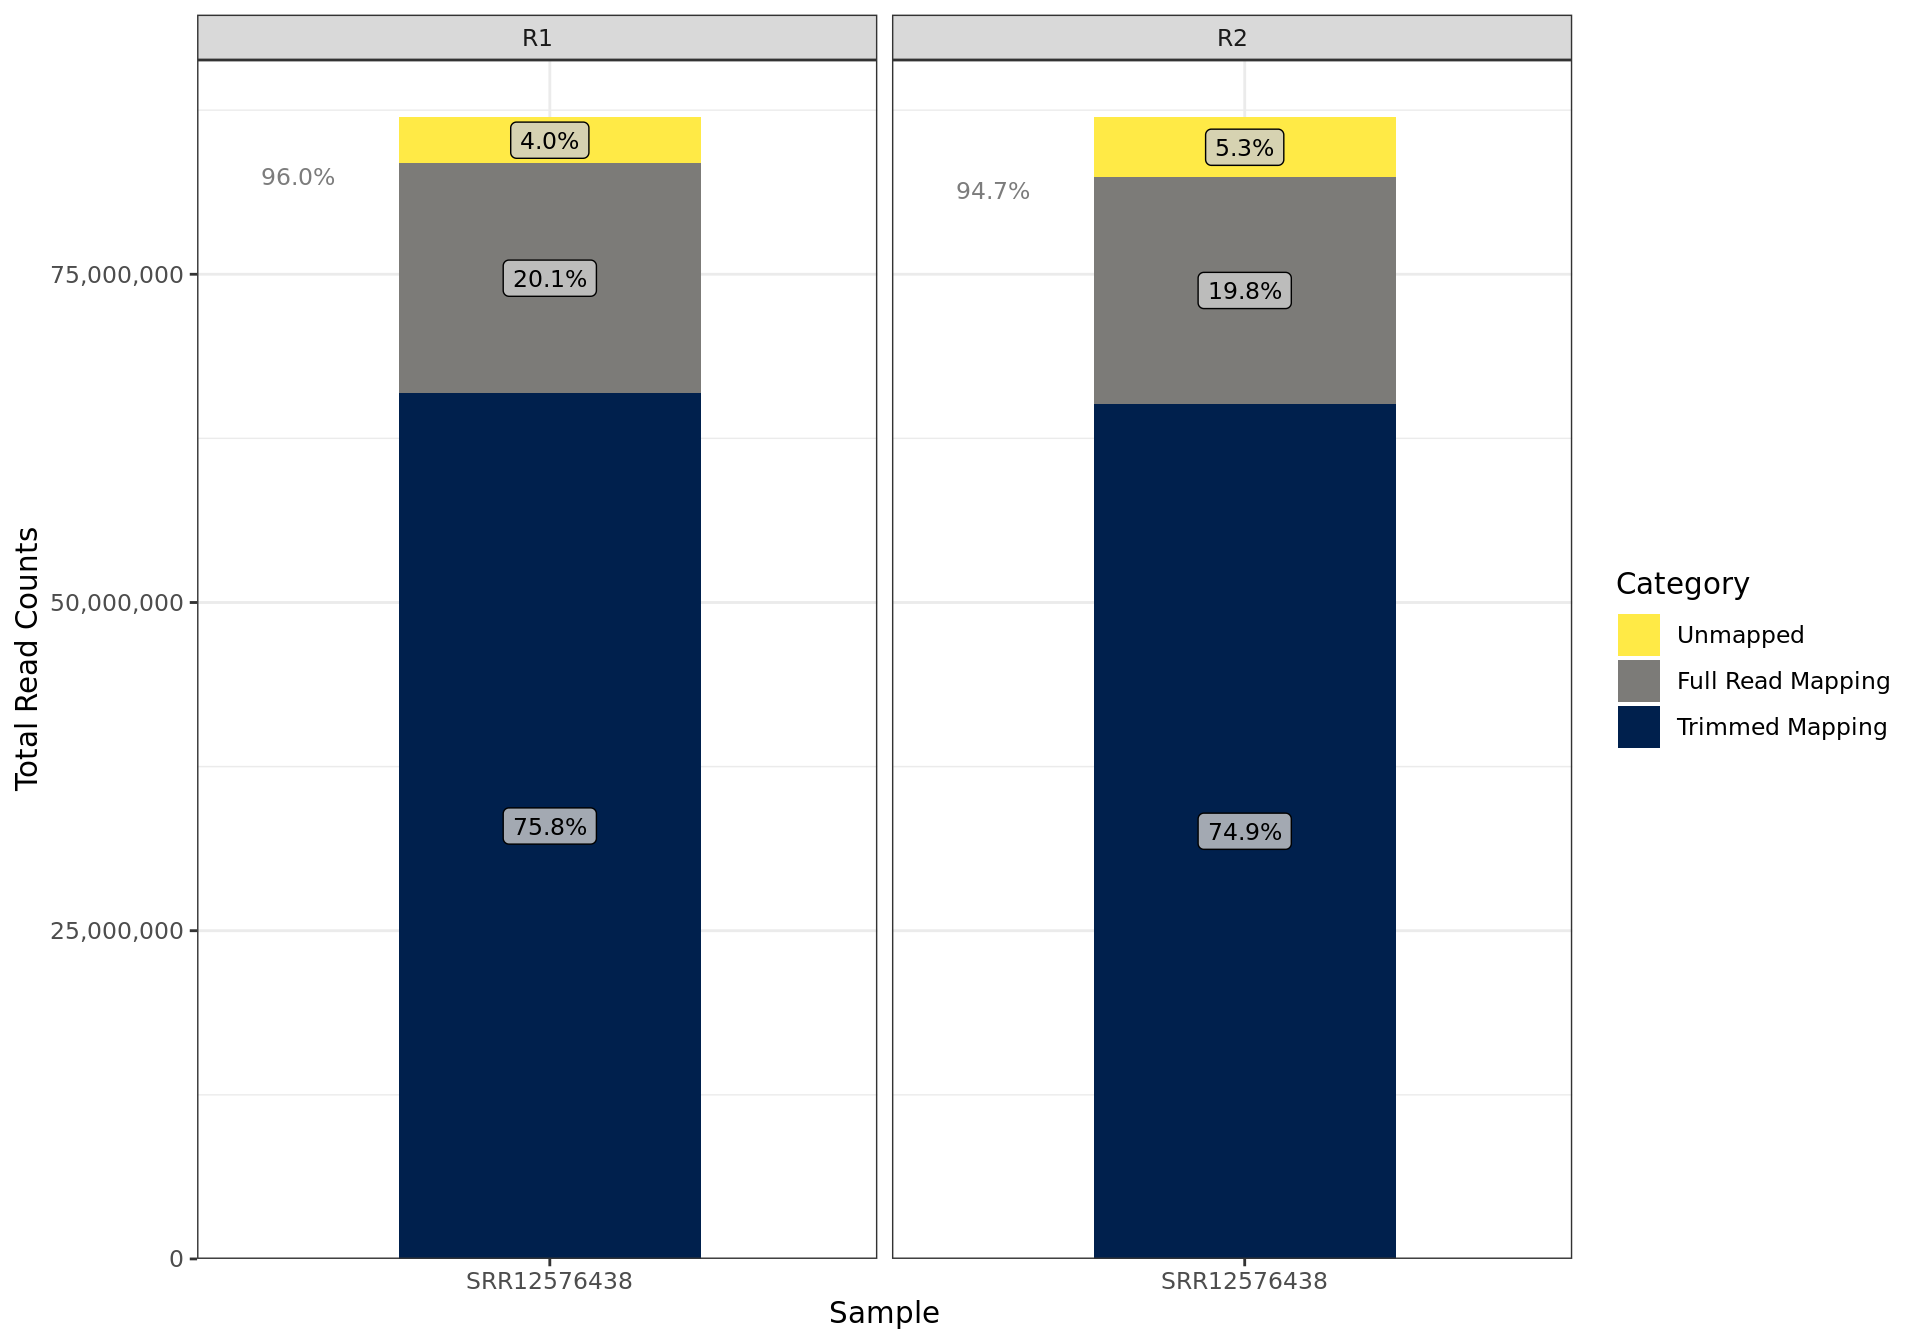 R1
R2
4.0%
5.3%
96.0%
94.7%
75,000,000
20.1%
19.8%
50,000,000
25,000,000
0
75.8%
74.9%
Total Read Counts
SRR12576438
SRR12576438
Sample
Category
Unmapped
Full Read Mapping
Trimmed Mapping